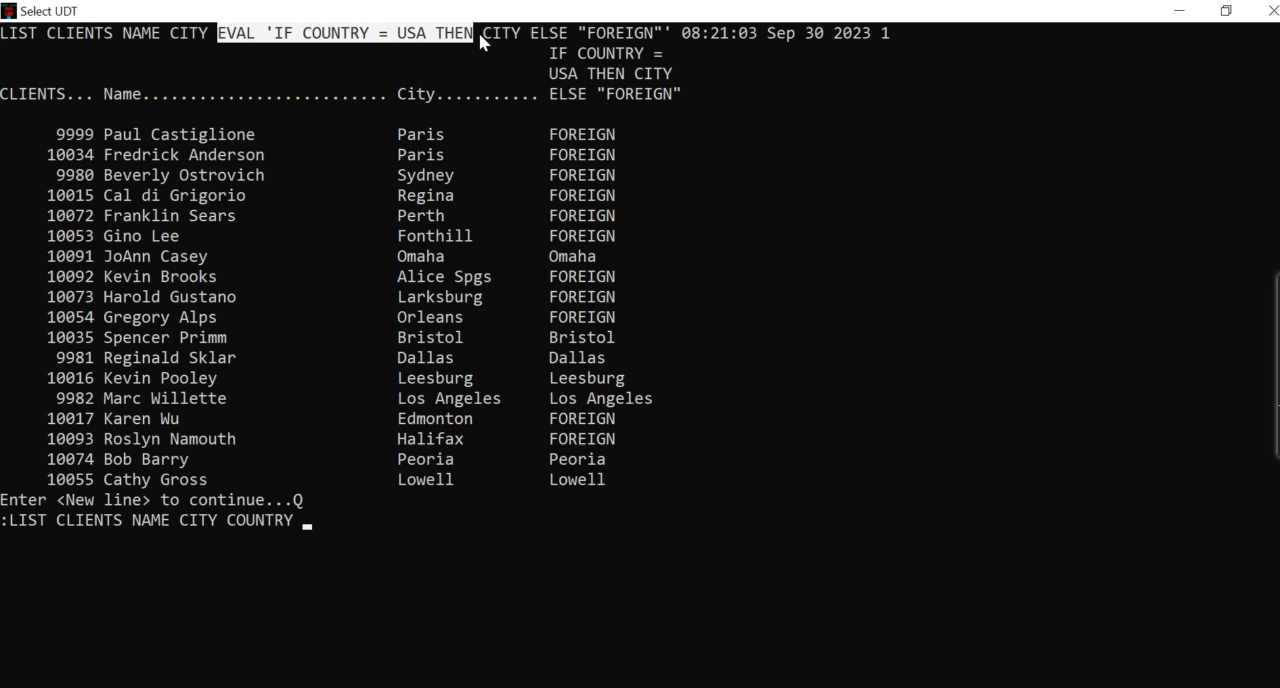 Select UDT
LIST CLIENTS NAME CITY EVAL 'IF COUNTRY = USA THEN CITY ELSE "FOREIGN"' 08:21:03 Sep 30 2023 1
IF COUNTRY =
USA THEN CITY
CLIENTS... Name.......................... City........... ELSE "FOREIGN"
9999 Paul Castiglione Paris FOREIGN
10034 Fredrick Anderson Paris FOREIGN
9980 Beverly Ostrovich Sydney FOREIGN
10015 Cal di Grigorio Regina FOREIGN
10072 Franklin Sears Perth FOREIGN
10053 Gino Lee Fonthill FOREIGN
10091 JoAnn Casey Omaha Omaha
10092 Kevin Brooks Alice Spgs FOREIGN
10073 Harold Gustano Larksburg FOREIGN
10054 Gregory Alps Orleans FOREIGN
10035 Spencer Primm Bristol Bristol
9981 Reginald Sklar Dallas Dallas
10016 Kevin Pooley Leesburg Leesburg
9982 Marc Willette Los Angeles Los Angeles
10017 Karen Wu Edmonton FOREIGN
10093 Roslyn Namouth Halifax FOREIGN
10074 Bob Barry Peoria Peoria
10055 Cathy Gross Lowell Lowell
Enter <New line> to continue...Q
:LIST CLIENTS NAME CITY COUNTRY